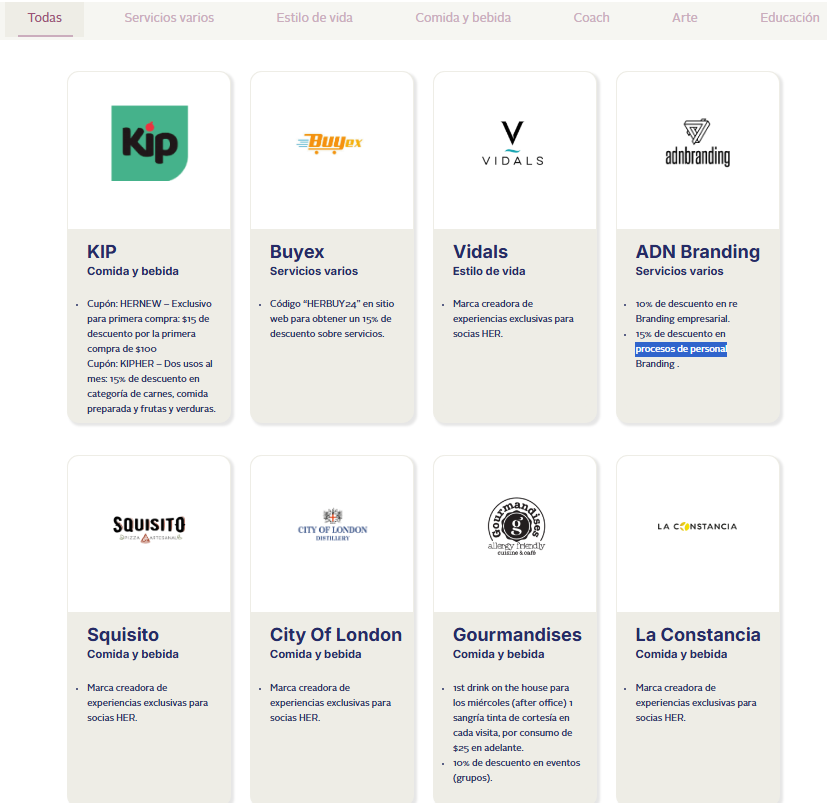 Todas Servicios varios Estilo de vida Comida y bebida Coach Arte Educación
Kip
Buyex
VIDALS
adnbranding
KIP
Comida y bebida
Cupón: HERNEW – Exclusivo
para primera compra: $15 de
descuento por la primera
compra de $100
Cupón: KIPHER – Dos usos al
mes: 15% de descuento en
categoría de carnes, comida
preparada y frutas y verduras.
Buyex
Servicios varios
Código “HERBUY24” en sitio
web para obtener un 15% de
descuento sobre servicios.
Vidals
Estilo de vida
Marca creadora de
experiencias exclusivas para
socias HER.
ADN Branding
Servicios varios
10% de descuento en re
Branding empresarial.
15% de descuento en
procesos de personal
Branding .
SQUISITO
PIZZA ARTESANAL
CITY OF LONDON
DISTILLERY
Gourmandises
g
allergy friendly
cuisine & café
LA CONSTANCIA
Squisito
Comida y bebida
Marca creadora de
experiencias exclusivas para
socias HER.
City Of London
Comida y bebida
Marca creadora de
experiencias exclusivas para
socias HER.
Gourmandises
Comida y bebida
1st drink on the house para
los miércoles (after office) 1
sangría tinta de cortesía en
cada visita, por consumo de
$25 en adelante.
10% de descuento en eventos
(grupos).
La Constancia
Comida y bebida
Marca creadora de
experiencias exclusivas para
socias HER.